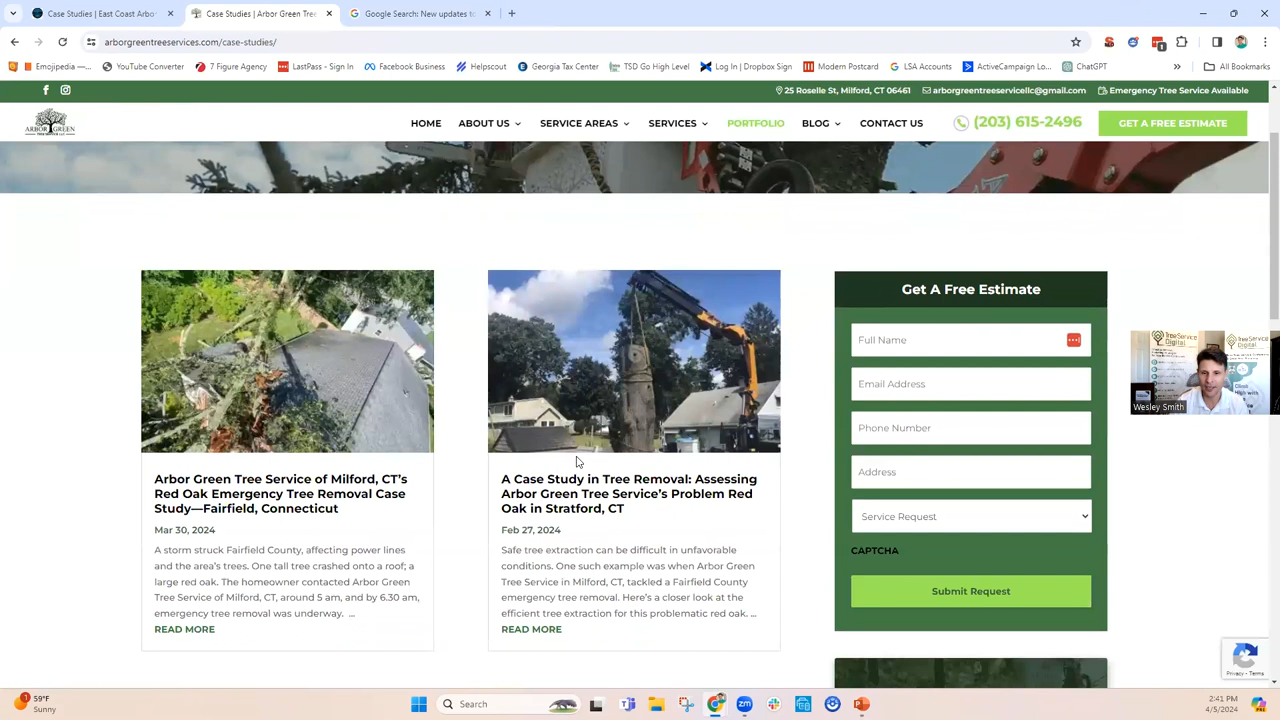 Case Studies | East Coast Arbor
Case Studies | Arbor Green Tree
Google Search: New updates to
arborgreentreeservices.com/case-studies/
Emojipedia —...
YouTube Converter
7 Figure Agency
LastPass - Sign In
Facebook Business
Helpscout
Georgia Tax Center
TSD Go High Level
Log In | Dropbox Sign
Modern Postcard
LSA Accounts
ActiveCampaign Lo...
ChatGPT
All Bookmarks
25 Roselle St, Milford, CT 06461
arborgreentreeservicellc@gmail.com
Emergency Tree Service Available
ARBOR GREEN
HOME
ABOUT US
SERVICE AREAS
SERVICES
PORTFOLIO
BLOG
CONTACT US
(203) 615-2496
GET A FREE ESTIMATE
Arbor Green Tree Service of Milford, CT's
Red Oak Emergency Tree Removal Case
Study—Fairfield, Connecticut
Mar 30, 2024
A storm struck Fairfield County, affecting power lines
and the area's trees. One tall tree crashed onto a roof; a
large red oak. The homeowner contacted Arbor Green
Tree Service of Milford, CT, around 5 am, and by 6.30 am,
emergency tree removal was underway. ...
READ MORE
A Case Study in Tree Removal: Assessing
Arbor Green Tree Service's Problem Red
Oak in Stratford, CT
Feb 27, 2024
Safe tree extraction can be difficult in unfavorable
conditions. One such example was when Arbor Green
Tree Service in Milford, CT, tackled a Fairfield County
emergency tree removal. Here's a closer look at the
efficient tree extraction for this problematic red oak. ...
READ MORE
Get A Free Estimate
Full Name
Email Address
Phone Number
Address
Service Request
CAPTCHA
Submit Request
Tree Service
Digital
Wesley Smith
Privacy - Terms
59°F
Sunny
Search
2:41 PM
4/5/2024